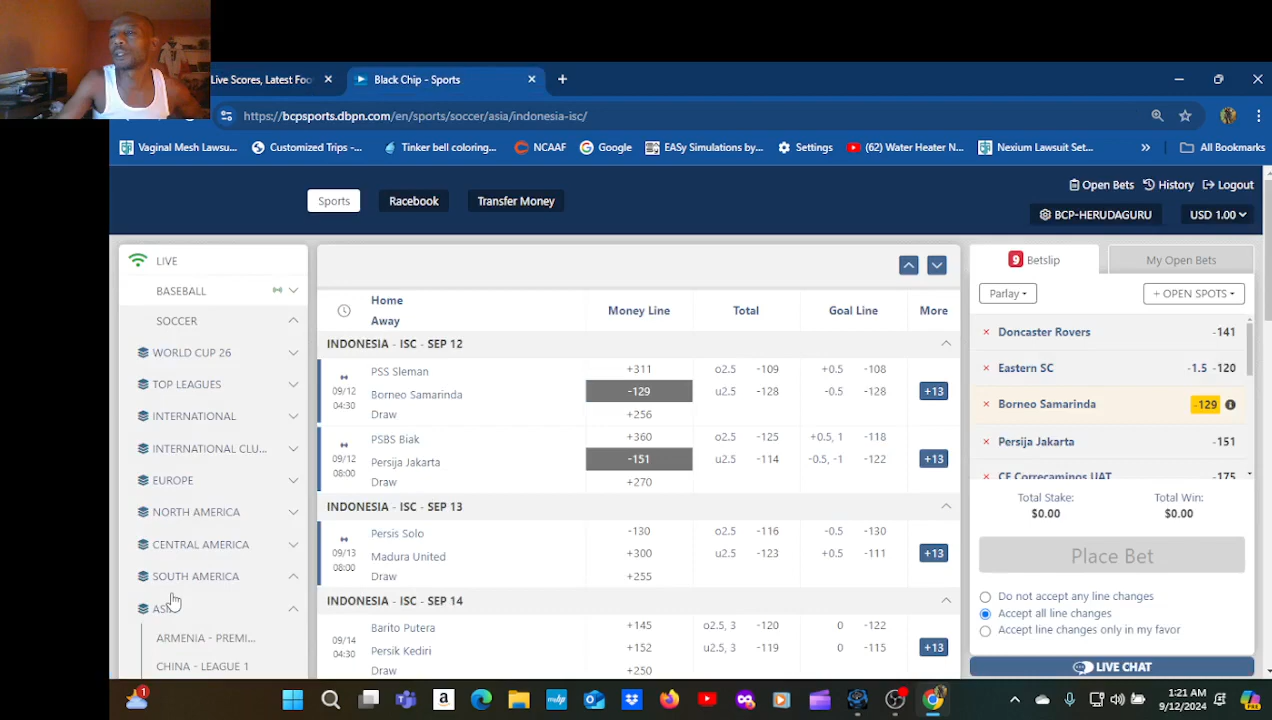 Live Scores, Latest Foo
Black Chip - Sports
https://bcpsports.dbpn.com/en/sports/soccer/asia/indonesia-isc/
Vaginal Mesh Lawsu...
Customized Trips -...
Tinker bell coloring...
NCAAF
Google
EASy Simulations by...
Settings
(62) Water Heater N...
Nexium Lawsuit Set...
»
All Bookmarks
Sports
Racebook
Transfer Money
Open Bets
History
Logout
BCP-HERUDAGURU
USD 1.00
LIVE
BASEBALL
SOCCER
WORLD CUP 26
TOP LEAGUES
INTERNATIONAL
INTERNATIONAL CLU...
EUROPE
NORTH AMERICA
CENTRAL AMERICA
SOUTH AMERICA
ARMENIA - PREMI...
CHINA - LEAGUE 1
Home
Away
Money Line
Total
Goal Line
More
INDONESIA - ISC - SEP 12
09/12
04:30
PSS Sleman +311 o2.5 -109 +0.5 -108
Borneo Samarinda -129 u2.5 -128 -0.5 -128 +13
Draw +256
09/12
08:00
PSBS Biak +360 o2.5 -125 +0.5, 1 -118
Persija Jakarta -151 u2.5 -114 -0.5, -1 -122 +13
Draw +270
INDONESIA - ISC - SEP 13
09/13
08:00
Persis Solo -130 o2.5 -116 -0.5 -130
Madura United +300 u2.5 -123 +0.5 -111 +13
Draw +255
INDONESIA - ISC - SEP 14
09/14
04:30
Barito Putera +145 o2.5, 3 -120 0 -122
Persik Kediri +152 u2.5, 3 -119 0 -115 +13
Draw +250
9 Betslip
My Open Bets
Parlay
+ OPEN SPOTS
× Doncaster Rovers -141
× Eastern SC -1.5 -120
× Borneo Samarinda -129
× Persija Jakarta -151
× CF Correcaminos UAT -175
Total Stake: Total Win:
$0.00 $0.00
Place Bet
Do not accept any line changes
Accept all line changes
Accept line changes only in my favor
LIVE CHAT
1
1:21 AM
9/12/2024